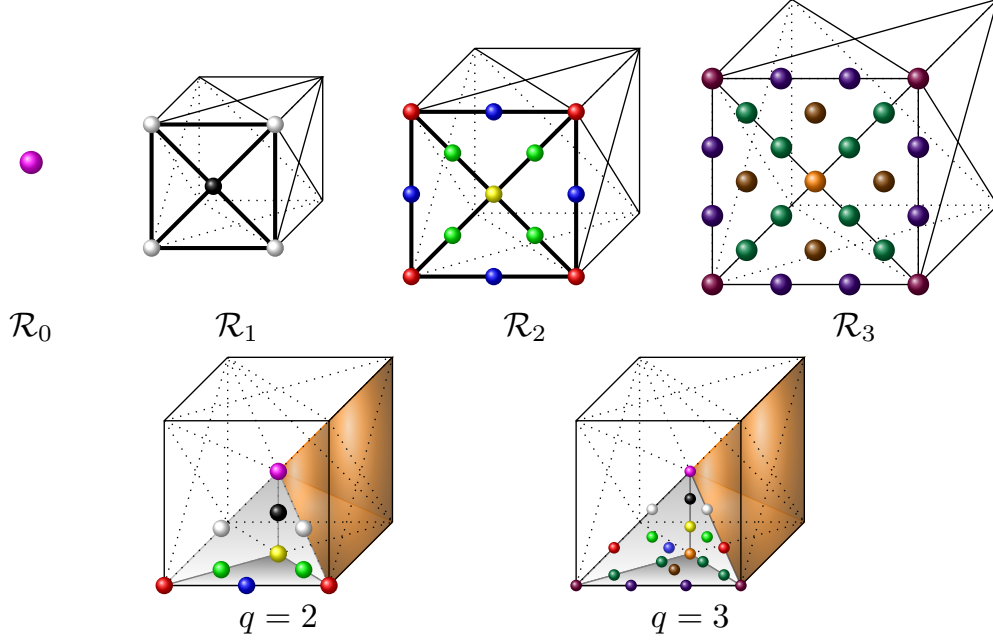 $\mathcal{R}_0$ $\mathcal{R}_1$ $\mathcal{R}_2$ $\mathcal{R}_3$
$q = 2$ $q = 3$